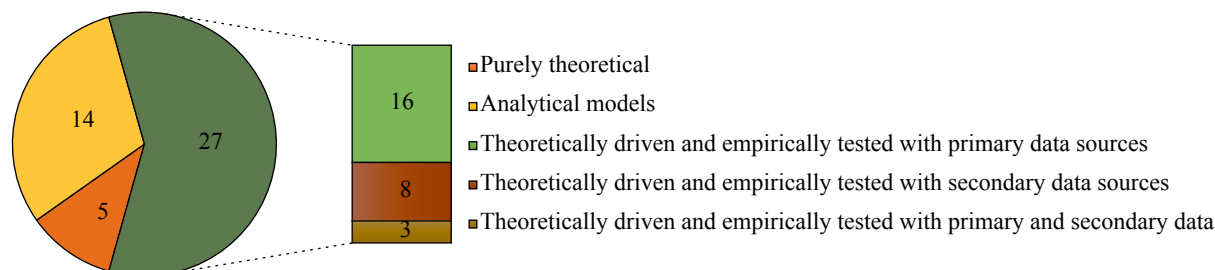 14
27
5
16
8
3
Purely theoretical
Analytical models
Theoretically driven and empirically tested with primary data sources
Theoretically driven and empirically tested with secondary data sources
Theoretically driven and empirically tested with primary and secondary data